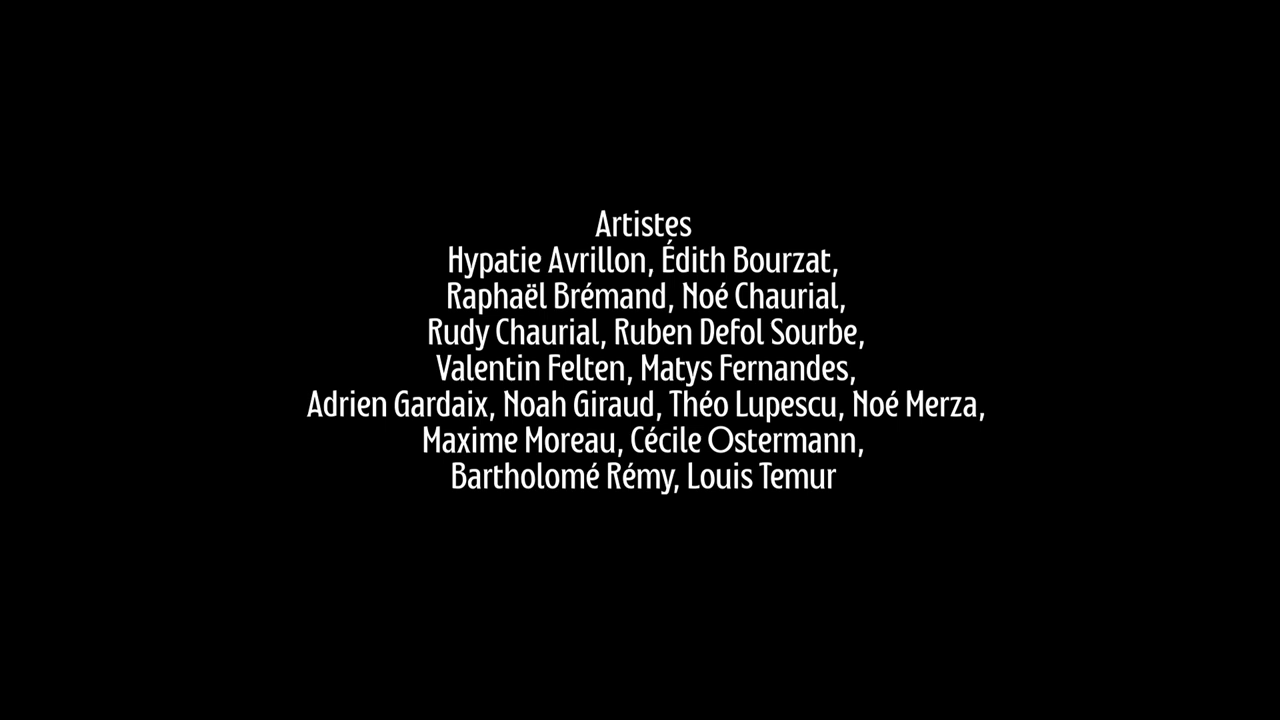 Artistes
Hypatie Avrillon, Édith Bourzat,
Raphaël Brémand, Noé Chaurial,
Rudy Chaurial, Ruben Defol Sourbe,
Valentin Felten, Matys Fernandes,
Adrien Gardaix, Noah Giraud, Théo Lupescu, Noé Merza,
Maxime Moreau, Cécile Ostermann,
Bartholomé Rémy, Louis Temur